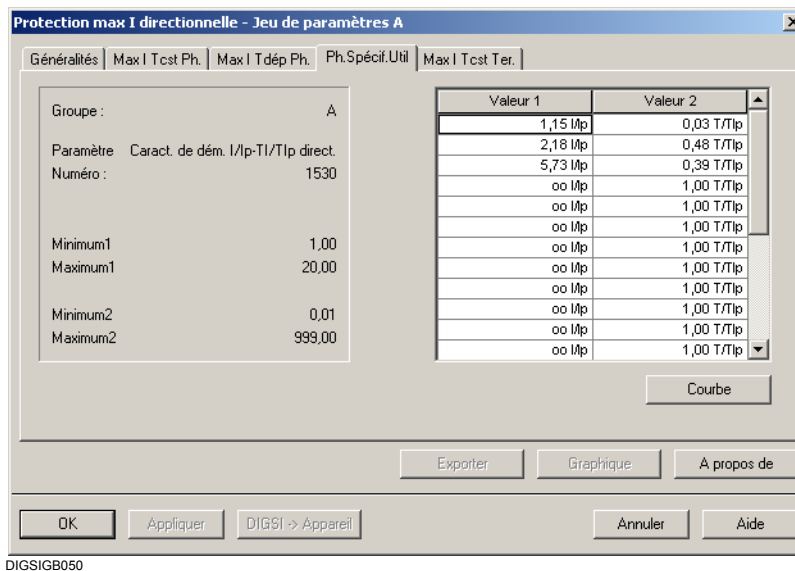 Protection max I directionnelle - Jeu de paramètres A
Généralités Max I Tcst Ph. Max I Tdép Ph. Ph.Spécif.Util Max I Tcst Ter.
Groupe : A
Paramètre Caract. de dém. I/Ip-TI/TIp direct.
Numéro : 1530
Minimum1 1,00
Maximum1 20,00
Minimum2 0,01
Maximum2 999,00
Valeur 1 Valeur 2
1,15 I/Ip 0,03 T/TIp
2,18 I/Ip 0,48 T/TIp
5,73 I/Ip 0,39 T/TIp
oo I/Ip 1,00 T/TIp
oo I/Ip 1,00 T/TIp
oo I/Ip 1,00 T/TIp
oo I/Ip 1,00 T/TIp
oo I/Ip 1,00 T/TIp
oo I/Ip 1,00 T/TIp
oo I/Ip 1,00 T/TIp
oo I/Ip 1,00 T/TIp
oo I/Ip 1,00 T/TIp
Courbe
Exporter Graphique A propos de
OK Appliquer DIGSI -> Appareil Annuler Aide
DIGSIGB050